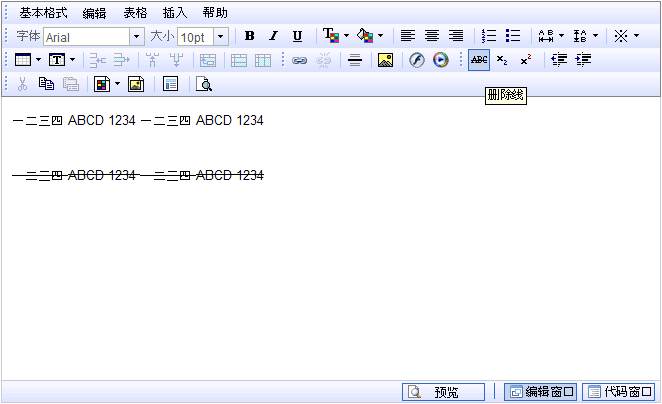 基本格式 编辑 表格 插入 帮助
字体 Arial 大小 10pt B I U T
T ABC x₂ x²
删除线
一二三四 ABCD 1234 一二三四 ABCD 1234
一二三四 ABCD 1234 一二三四 ABCD 1234
预览 编辑窗口 代码窗口